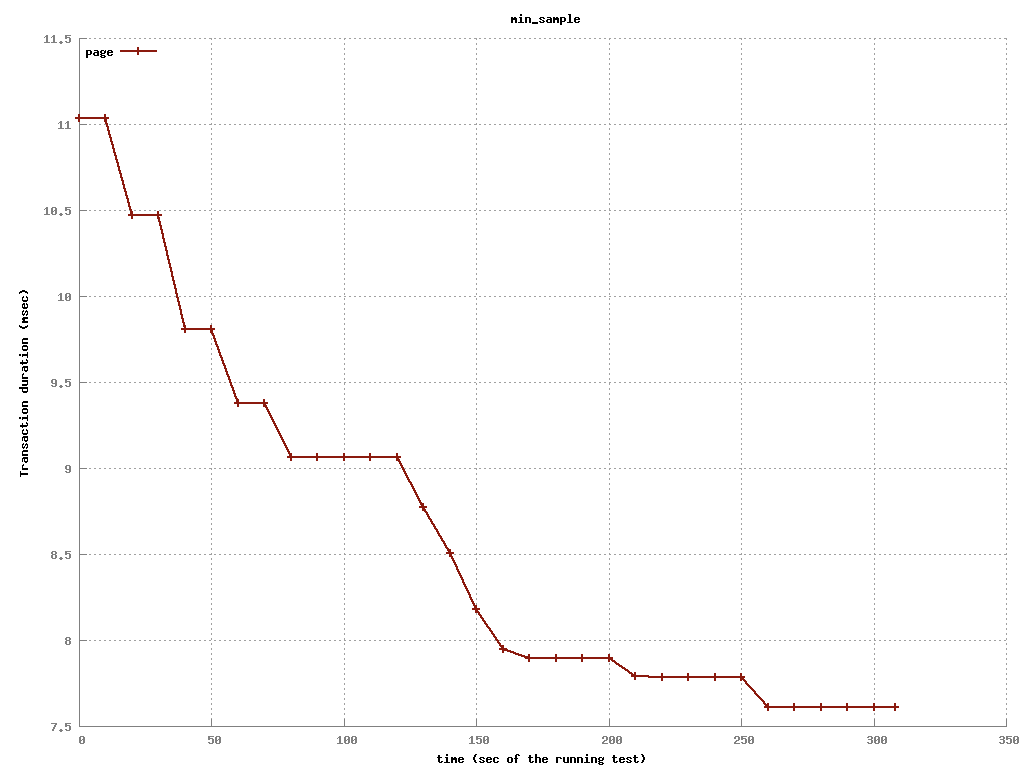 min_sample
page
11.5
11
10.5
10
9.5
9
8.5
8
7.5
Transaction duration (msec)
0 50 100 150 200 250 300 350
time (sec of the running test)